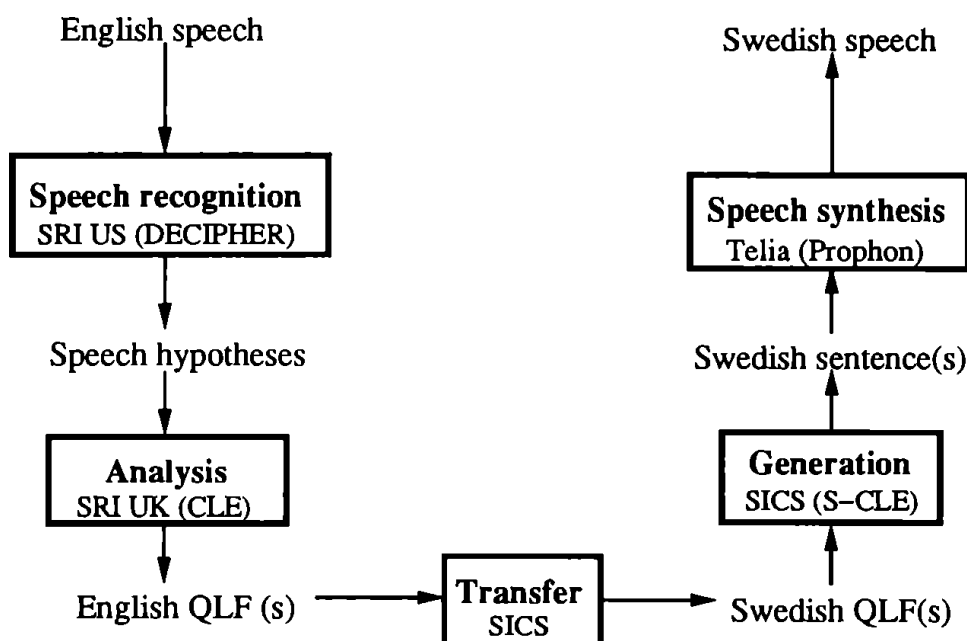 English speech
Speech recognition
SRI US (DECIPHER)
Speech hypotheses
Analysis
SRI UK (CLE)
English QLF (s)
Transfer
SICS
Swedish QLF(s)
Generation
SICS (S-CLE)
Swedish sentence(s)
Speech synthesis
Telia (Prophon)
Swedish speech